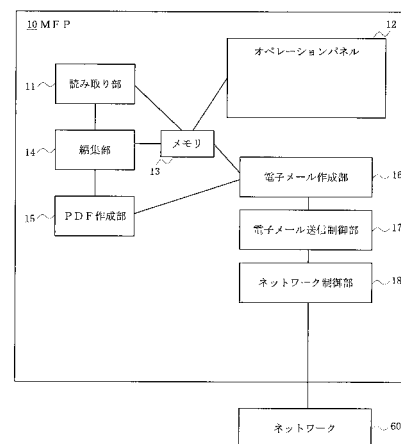 10 MFP
12
オペレーションパネル
11
読み取り部
14
編集部
メモリ
13
電子メール作成部
16
15
PDF作成部
電子メール送信制御部
17
ネットワーク制御部
18
ネットワーク
60